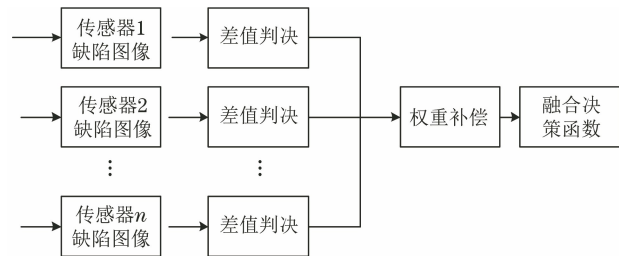 传感器1
缺陷图像
差值判决
传感器2
缺陷图像
差值判决
权重补偿
融合决
策函数
⋮
⋮
传感器n
缺陷图像
差值判决